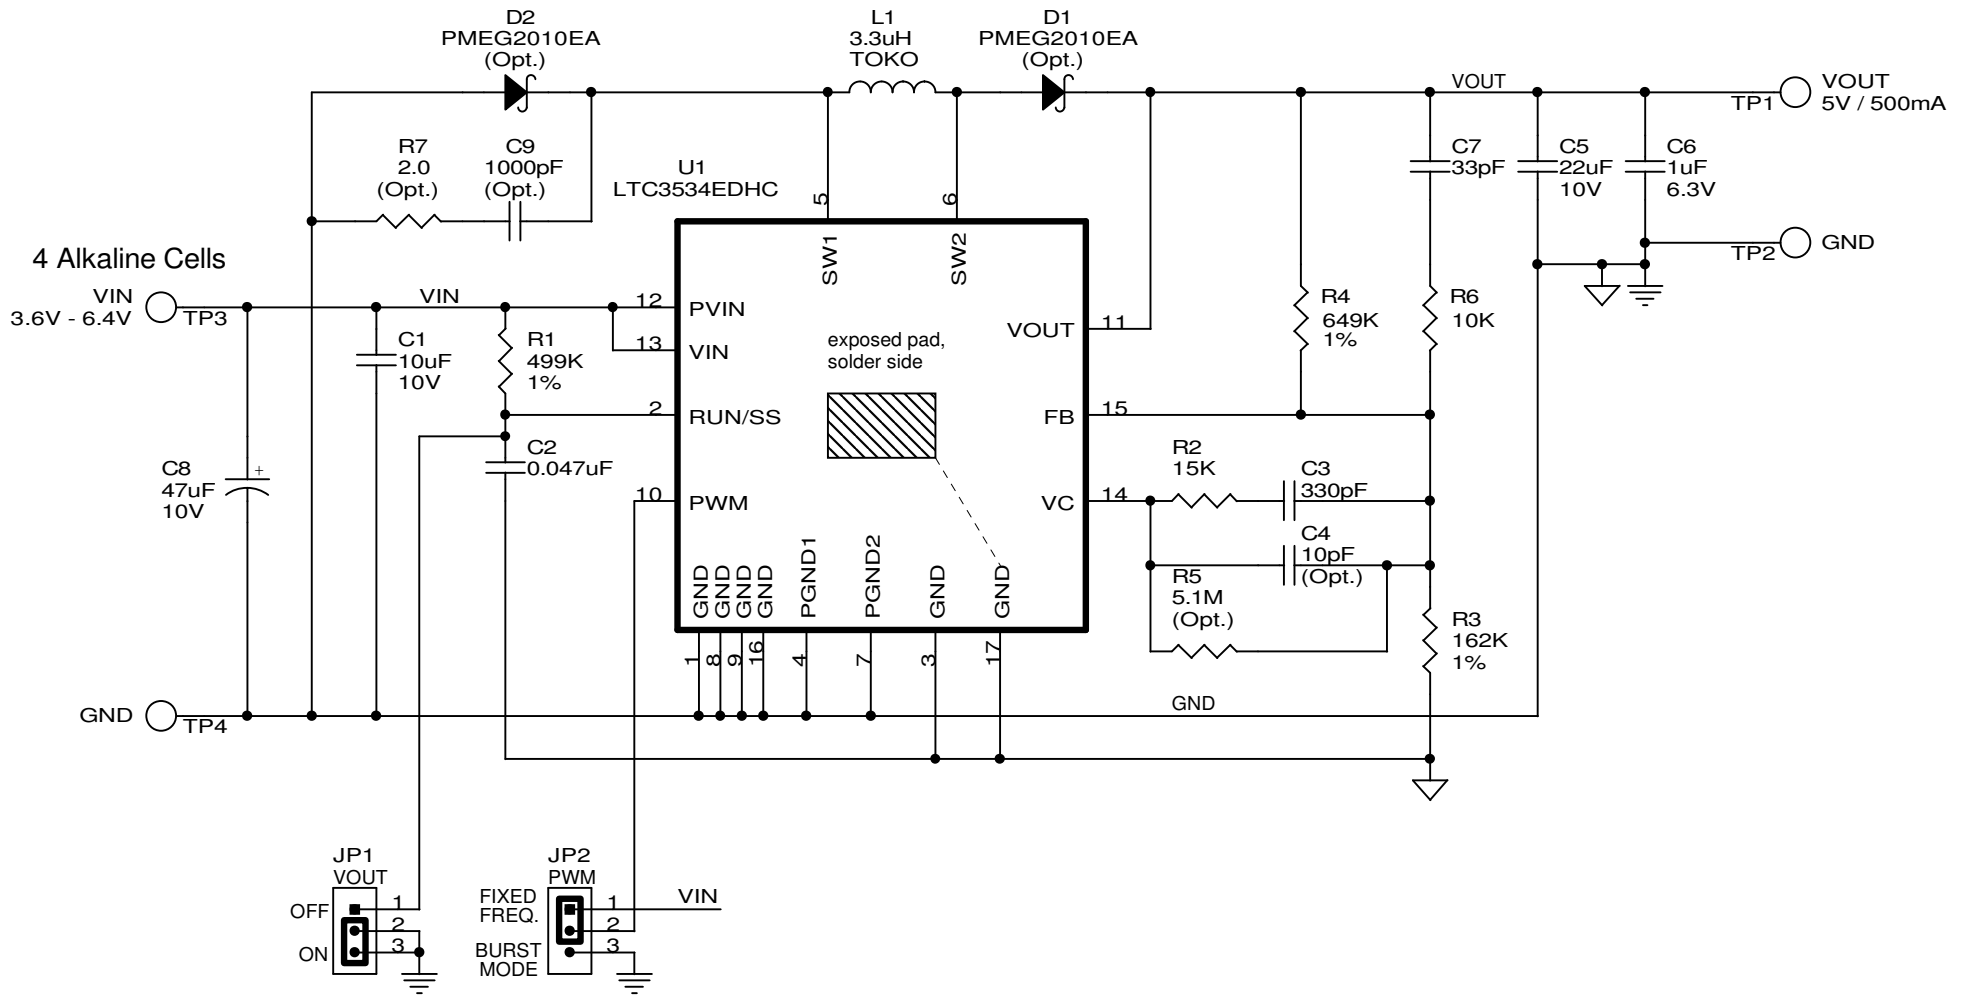 D2
PMEG2010EA
(Opt.)
L1
3.3uH
TOKO
D1
PMEG2010EA
(Opt.)
VOUT
TP1
VOUT
5V / 500mA
R7
2.0
(Opt.)
C9
1000pF
(Opt.)
U1
LTC3534EDHC
5
6
SW1
SW2
C7
33pF
C5
22uF
10V
C6
1uF
6.3V
TP2
GND
4 Alkaline Cells
VIN
3.6V - 6.4V
TP3
VIN
12
PVIN
13
VIN
C1
10uF
10V
R1
499K
1%
exposed pad,
solder side
VOUT
11
R4
649K
1%
R6
10K
2
RUN/SS
FB
15
C8
+
47uF
10V
C2
0.047uF
10
PWM
VC
14
R2
15K
C3
330pF
C4
10pF
(Opt.)
R5
5.1M
(Opt.)
R3
162K
1%
GND
GND
GND
GND
PGND1
PGND2
GND
GND
1
8
9
16
4
7
3
17
GND
TP4
GND
JP1
VOUT
OFF
ON
1
2
3
JP2
PWM
FIXED
FREQ.
BURST
MODE
1
2
3
VIN